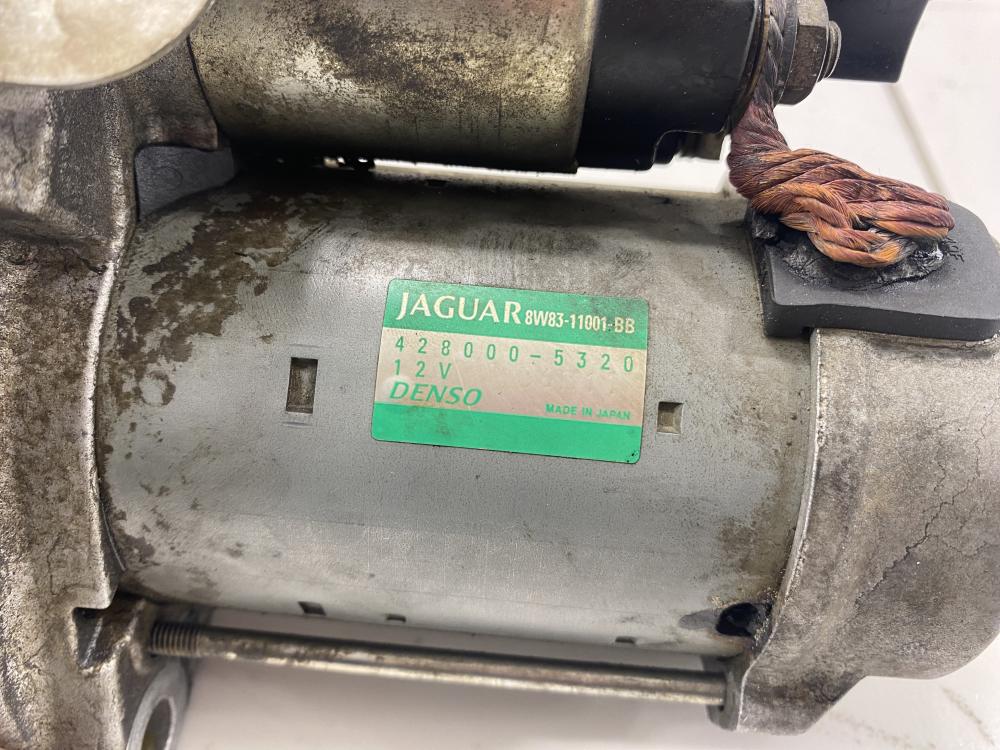 JAGUAR 8W83-11001-BB
428000-5320
12V
DENSO
MADE IN JAPAN